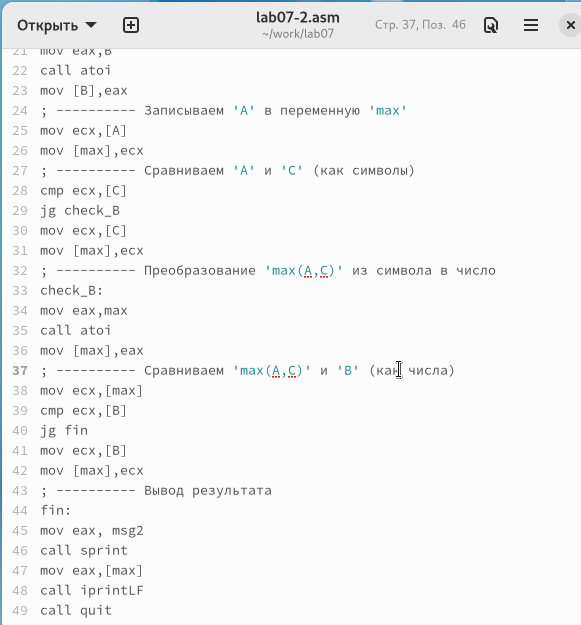 Открыть
lab07-2.asm
~/work/lab07
Стр. 37, Поз. 46
21 mov eax,B
22 call atoi
23 mov [B],eax
24 ; ---------- Записываем 'A' в переменную 'max'
25 mov ecx,[A]
26 mov [max],ecx
27 ; ---------- Сравниваем 'A' и 'С' (как символы)
28 cmp ecx,[C]
29 jg check_B
30 mov ecx,[C]
31 mov [max],ecx
32 ; ---------- Преобразование 'max(A,C)' из символа в число
33 check_B:
34 mov eax,max
35 call atoi
36 mov [max],eax
37 ; ---------- Сравниваем 'max(A,C)' и 'B' (как числа)
38 mov ecx,[max]
39 cmp ecx,[B]
40 jg fin
41 mov ecx,[B]
42 mov [max],ecx
43 ; ---------- Вывод результата
44 fin:
45 mov eax, msg2
46 call sprint
47 mov eax,[max]
48 call iprintLF
49 call quit